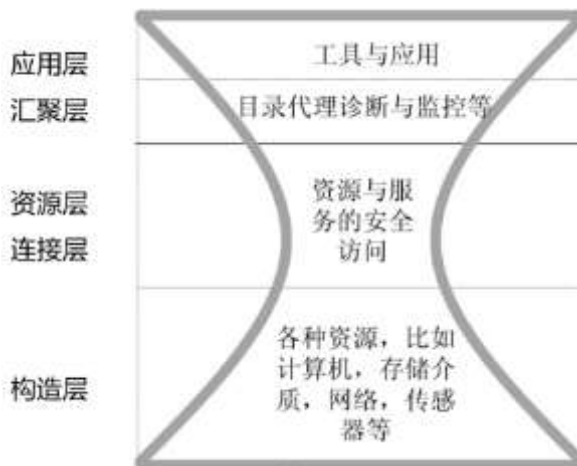 应用层
工具与应用
汇聚层
目录代理诊断与监控等
资源层
连接层
资源与服
务的安全
访问
构造层
各种资源，比如
计算机，存储介
质，网络，传感
器等